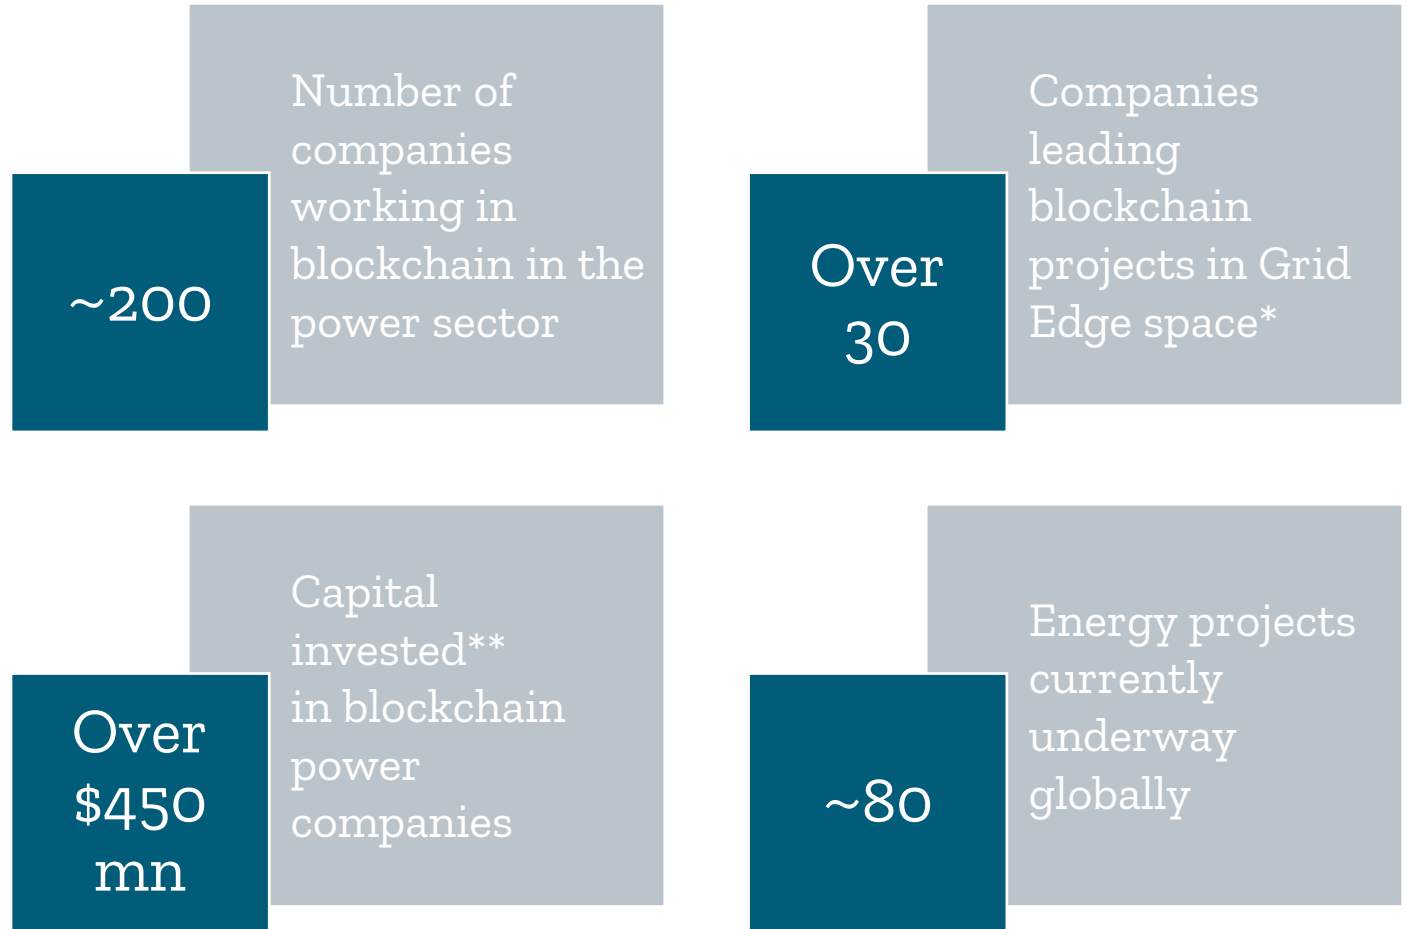 ~200
Number of
companies
working in
blockchain in the
power sector
Over
30
Companies
leading
blockchain
projects in Grid
Edge space*
Over
$450
mn
Capital
invested**
in blockchain
power
companies
~80
Energy projects
currently
underway
globally